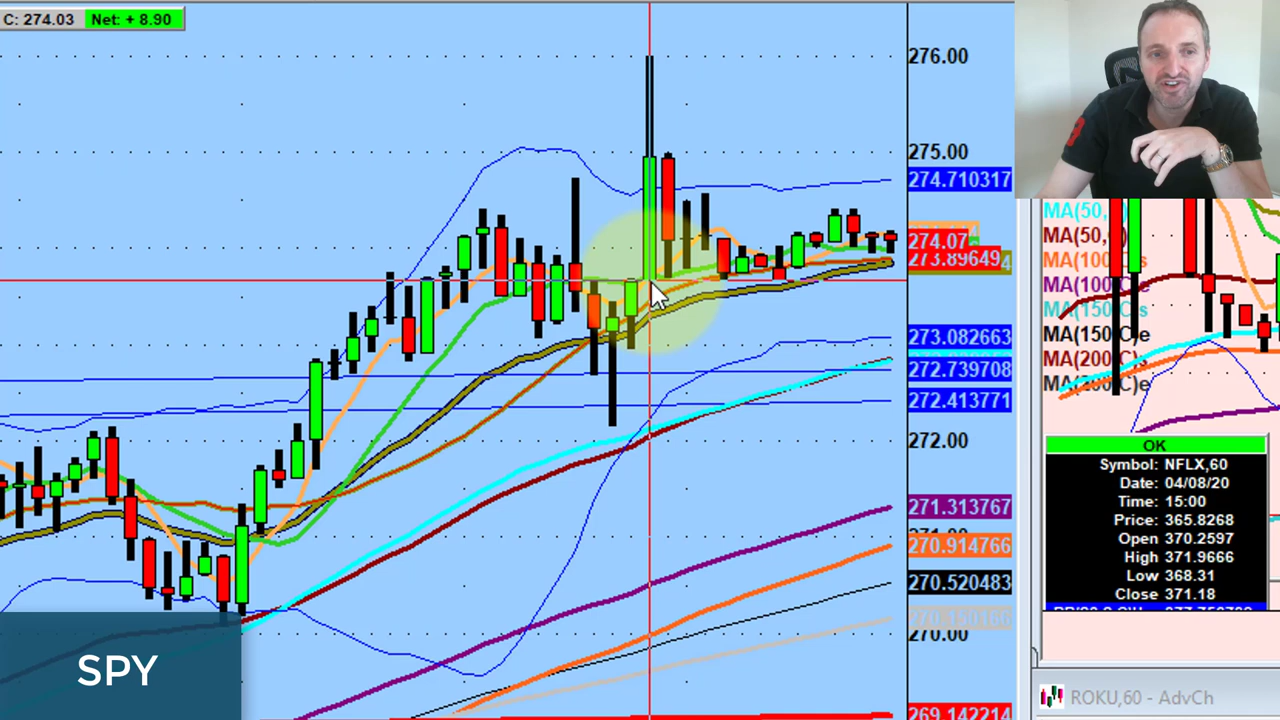 C: 274.03 Net: + 8.90
276.00
275.00
274.710317
274.07
273.89649
273.082663
272.739708
272.413771
272.00
271.313767
270.914766
270.520483
270.150186
270.00
269.142214
SPY
MA(50,
MA(50,
MA(100
MA(100,C)e
MA(150,C)s
MA(150,C)e
MA(200,C)s
OK
Symbol: NFLX,60
Date: 04/08/20
Time: 15:00
Price: 365.8268
Open 370.2597
High 371.9666
Low 368.31
Close 371.18
ROKU,60 - AdvCh